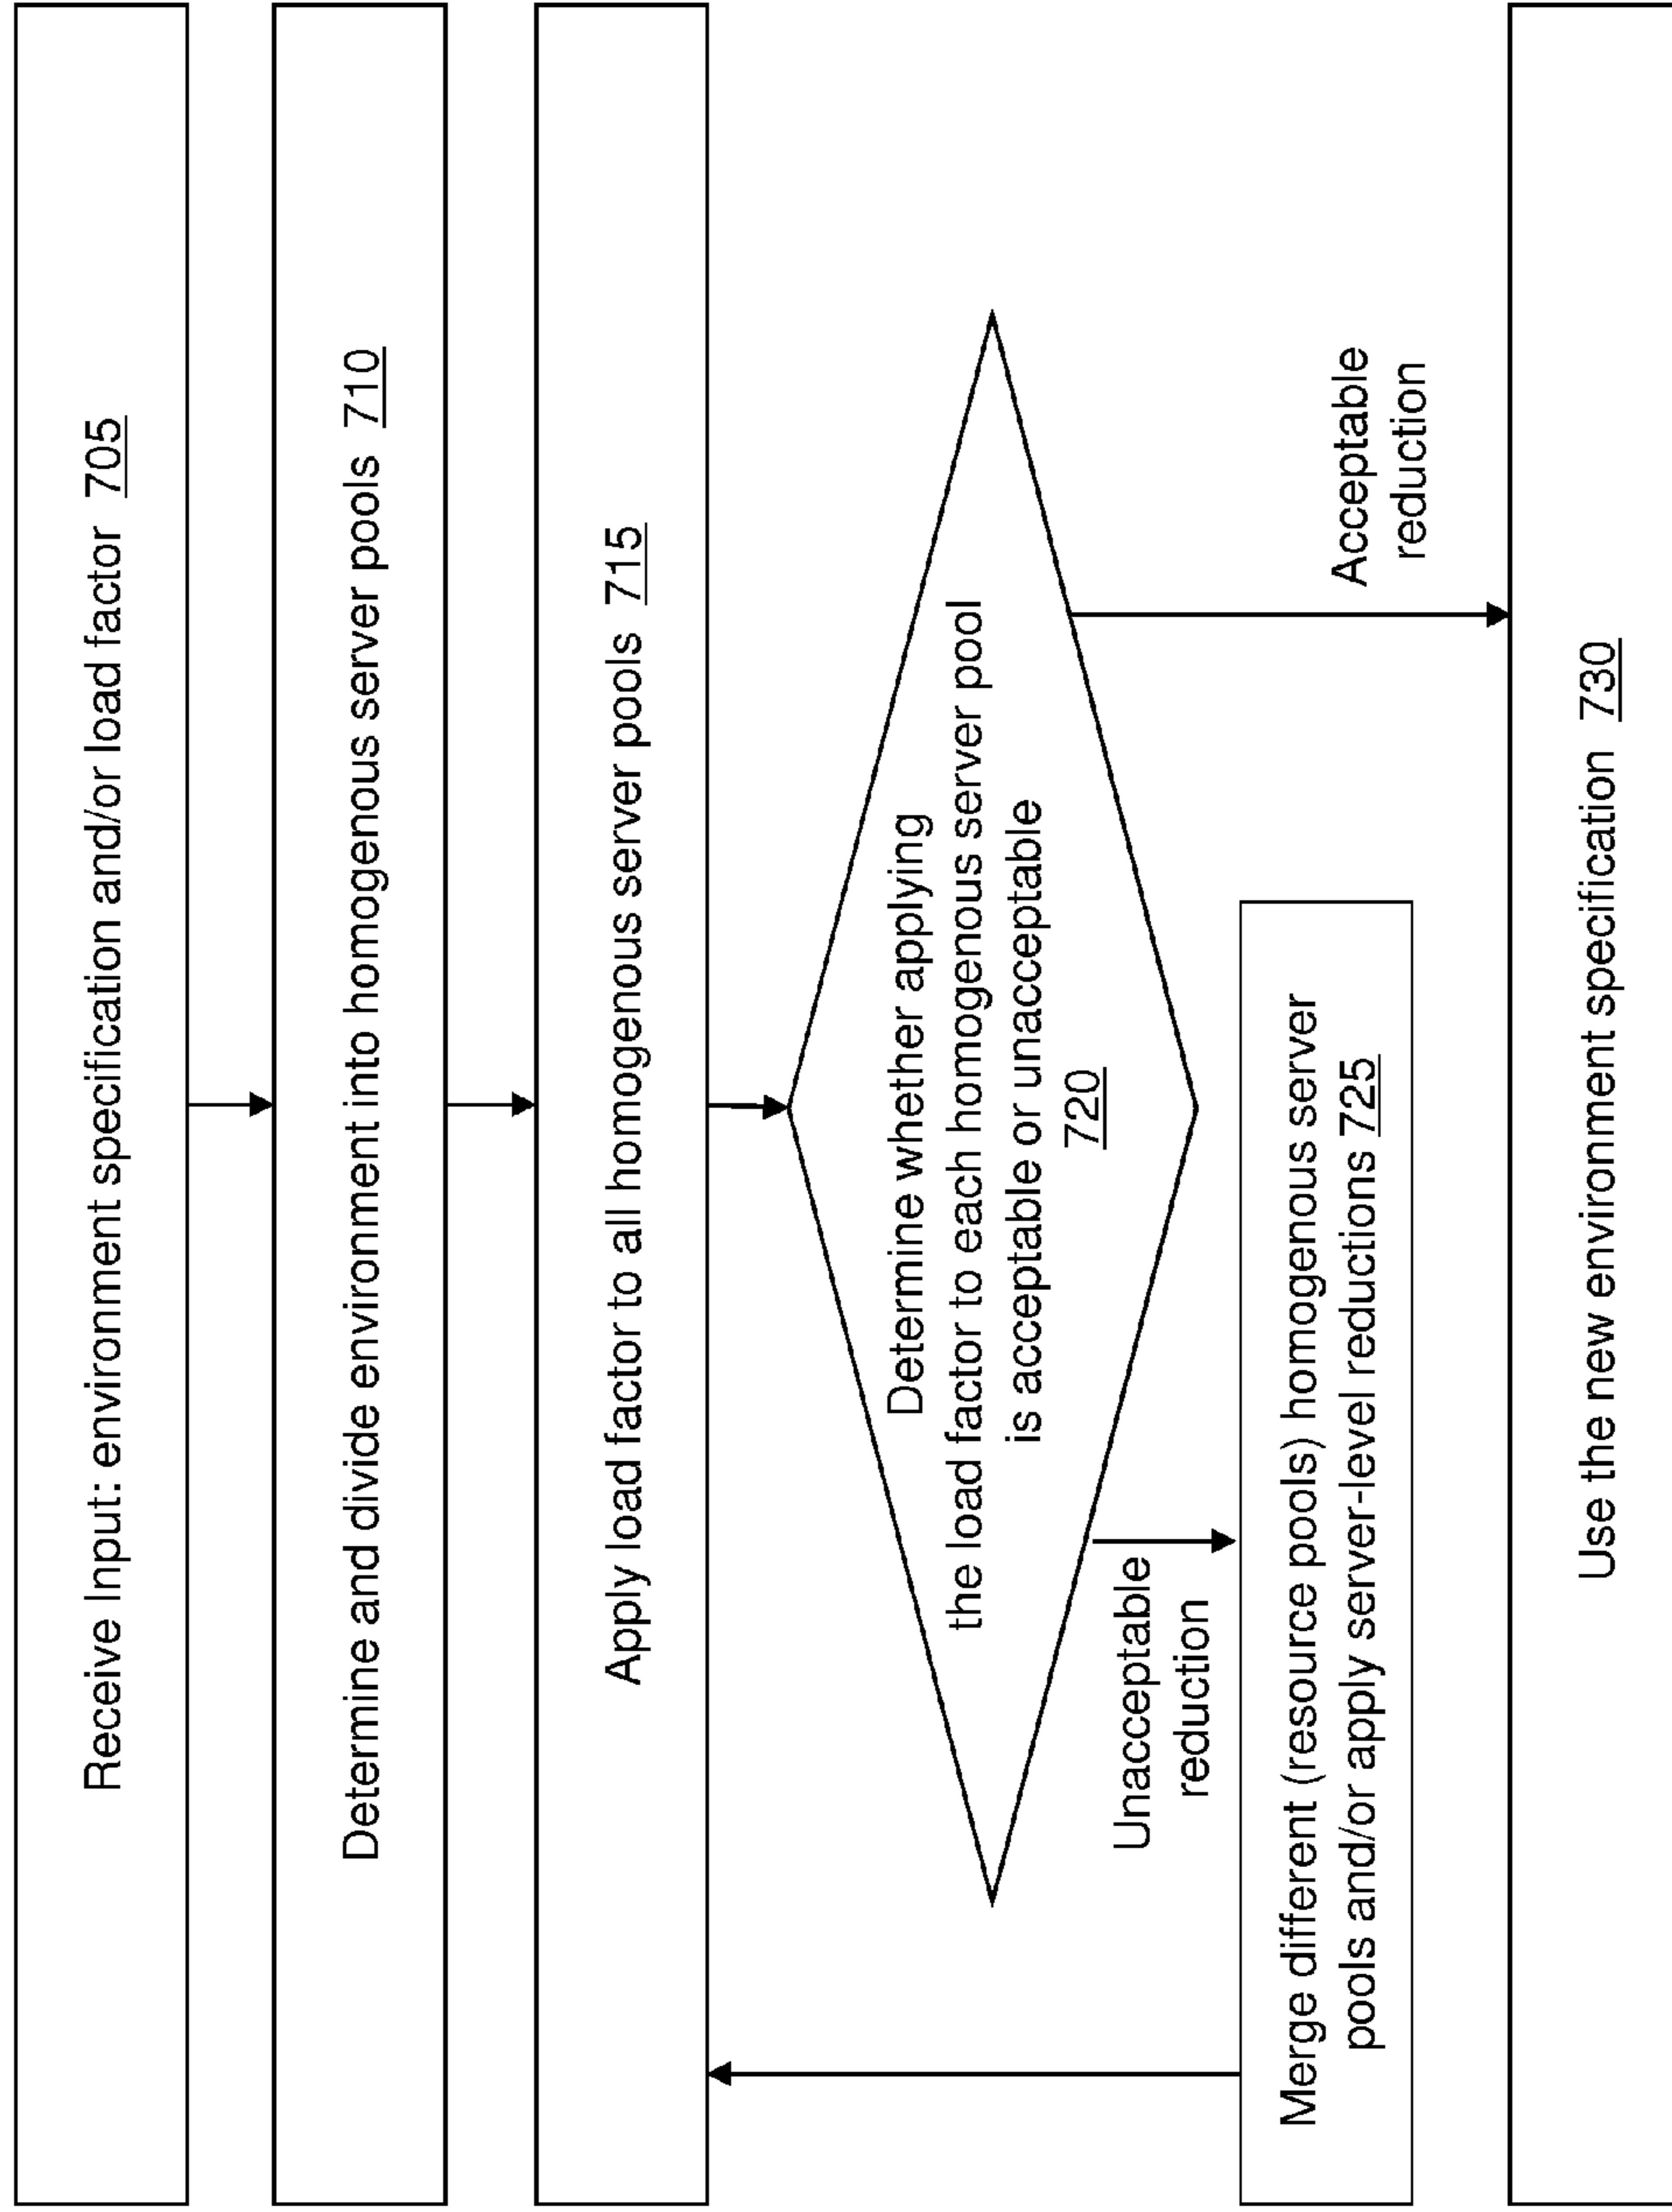 Receive Input: environment specification and/or load factor 705
Determine and divide environment into homogenous server pools 710
Apply load factor to all homogenous server pools 715
Determine whether applying
the load factor to each homogenous server pool
is acceptable or unacceptable
720
Unacceptable
reduction
Acceptable
reduction
Merge different (resource pools) homogenous server
pools and/or apply server-level reductions 725
Use the new environment specification 730